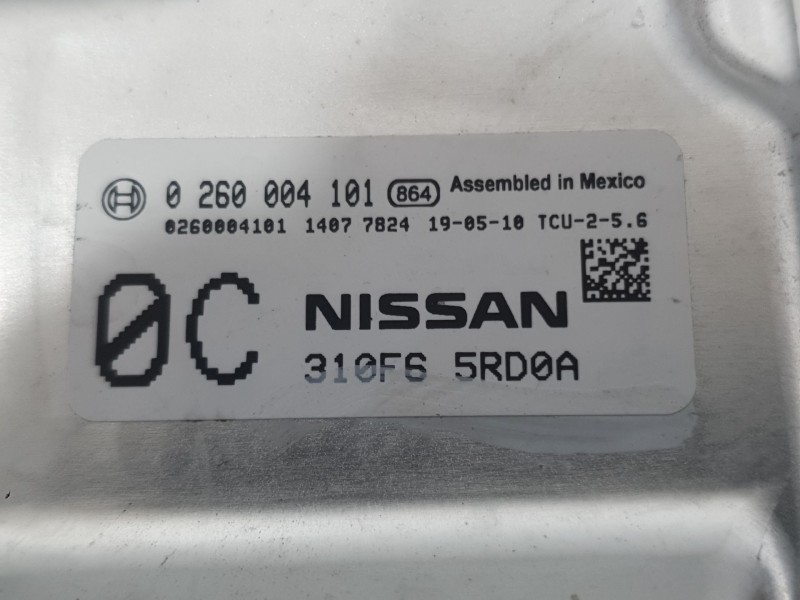 0 260 004 101 864 Assembled in Mexico
0260004101 1407 7824 19-05-10 TCU-2-5.6
0C NISSAN
310F6 5RD0A